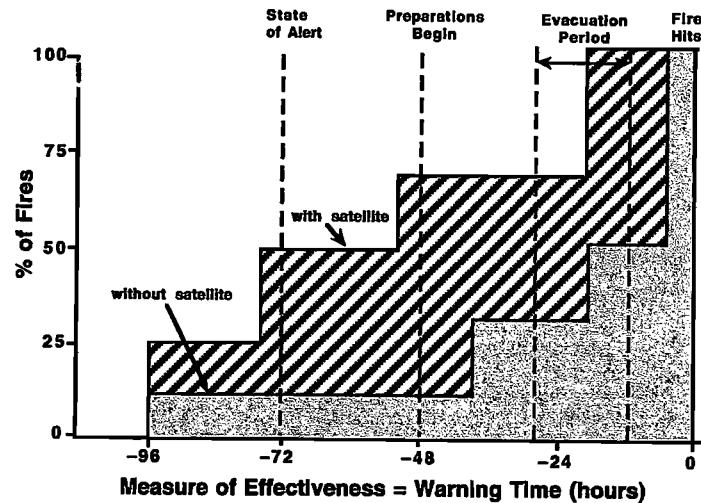 State
of Alert
Preparations
Begin
Evacuation
Period
Fire
Hits
100
75
50
25
0
% of Fires
with satellite
without satellite
-96
-72
-48
-24
0
Measure of Effectiveness = Warning Time (hours)